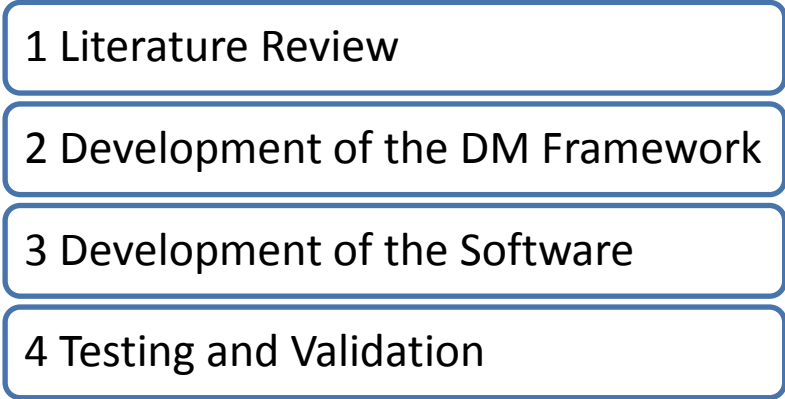 1 Literature Review
2 Development of the DM Framework
3 Development of the Software
4 Testing and Validation